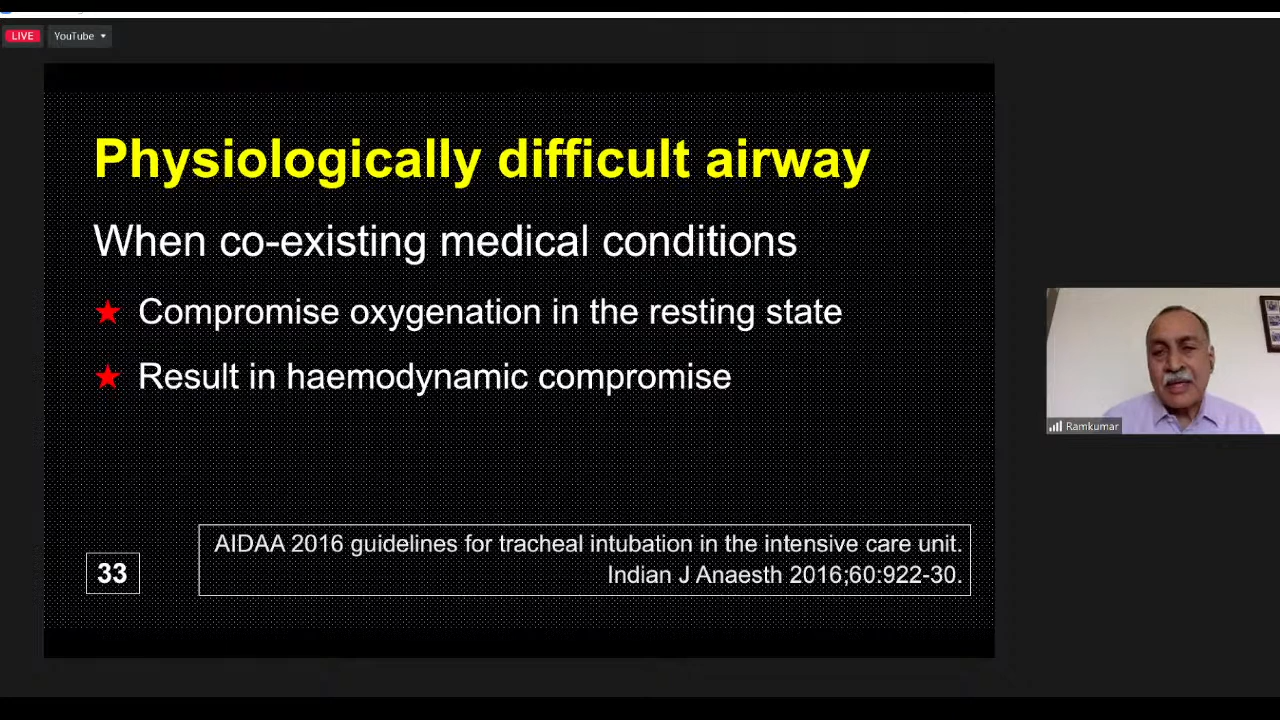 LIVE
YouTube
Physiologically difficult airway
When co-existing medical conditions
Compromise oxygenation in the resting state
Result in haemodynamic compromise
AIDAA 2016 guidelines for tracheal intubation in the intensive care unit.
Indian J Anaesth 2016;60:922-30.
33
Ramkumar